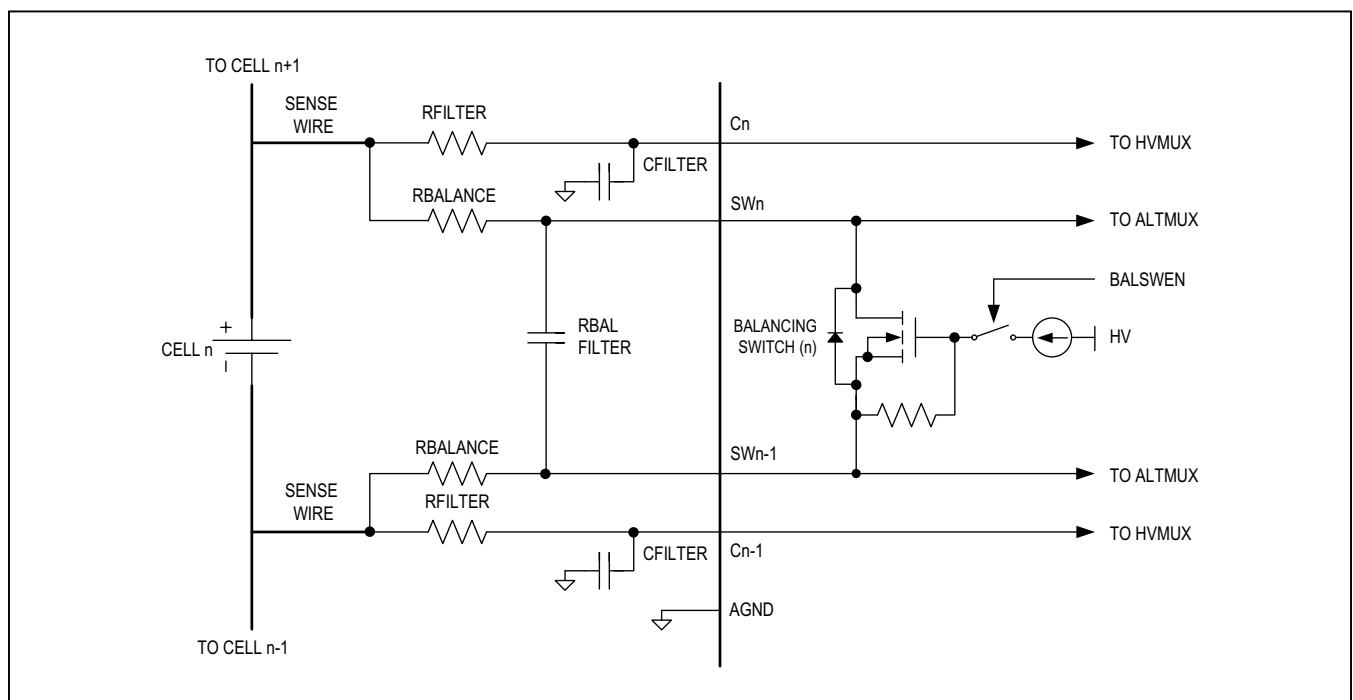 TO CELL n+1
SENSE
WIRE
RFILTER
Cn
TO HVMUX
CFILTER
RBALANCE
SWn
TO ALTMUX
BALSWEN
BALANCING
SWITCH (n)
HV
+
CELL n
–
RBAL
FILTER
RBALANCE
SWn-1
TO ALTMUX
SENSE
WIRE
RFILTER
CFILTER
Cn-1
TO HVMUX
AGND
TO CELL n-1